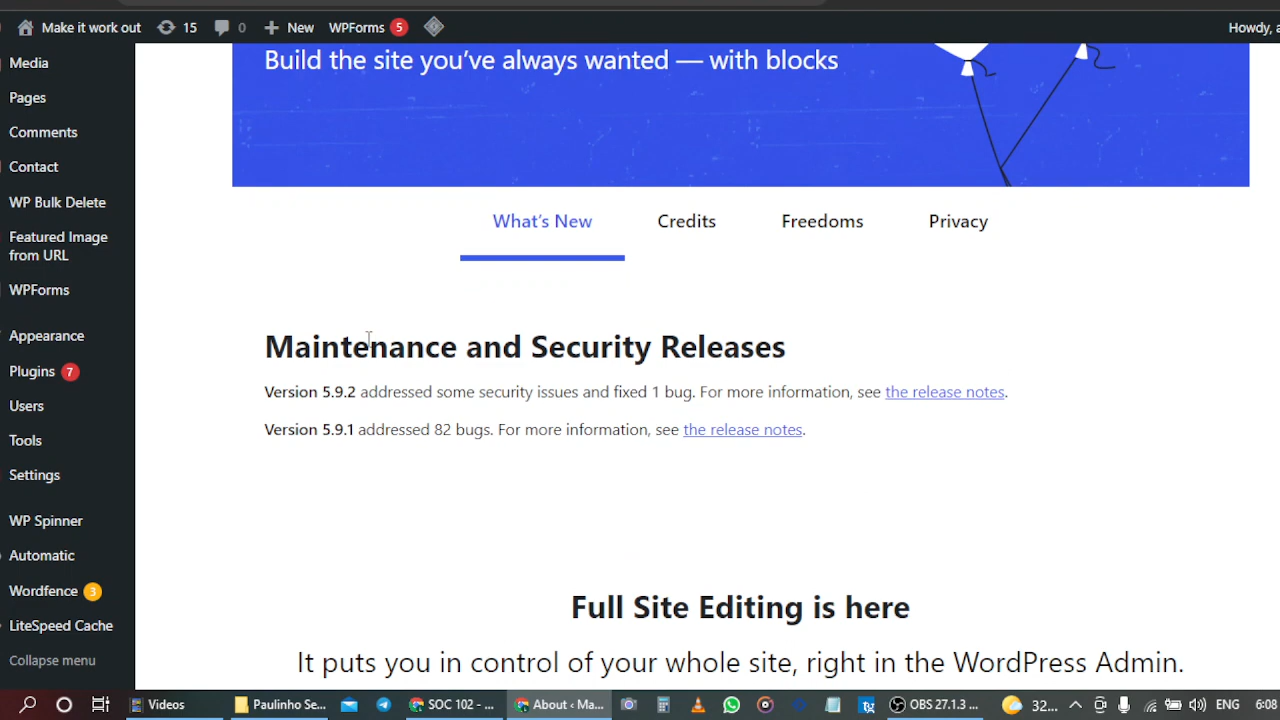 Make it work out 15 0 New WPForms 5 Howdy, a
Media
Pages
Comments
Contact
WP Bulk Delete
Featured Image
from URL
WPForms
Appearance
Plugins 7
Users
Tools
Settings
WP Spinner
Automatic
Wordfence 3
LiteSpeed Cache
Collapse menu
Build the site you've always wanted — with blocks
What's New Credits Freedoms Privacy
Maintenance and Security Releases
Version 5.9.2 addressed some security issues and fixed 1 bug. For more information, see the release notes.
Version 5.9.1 addressed 82 bugs. For more information, see the release notes.
Full Site Editing is here
It puts you in control of your whole site, right in the WordPress Admin.
Videos Paulinho Se... SOC 102 - ... About ‹ Ma... OBS 27.1.3 ... 32... ENG 6:08